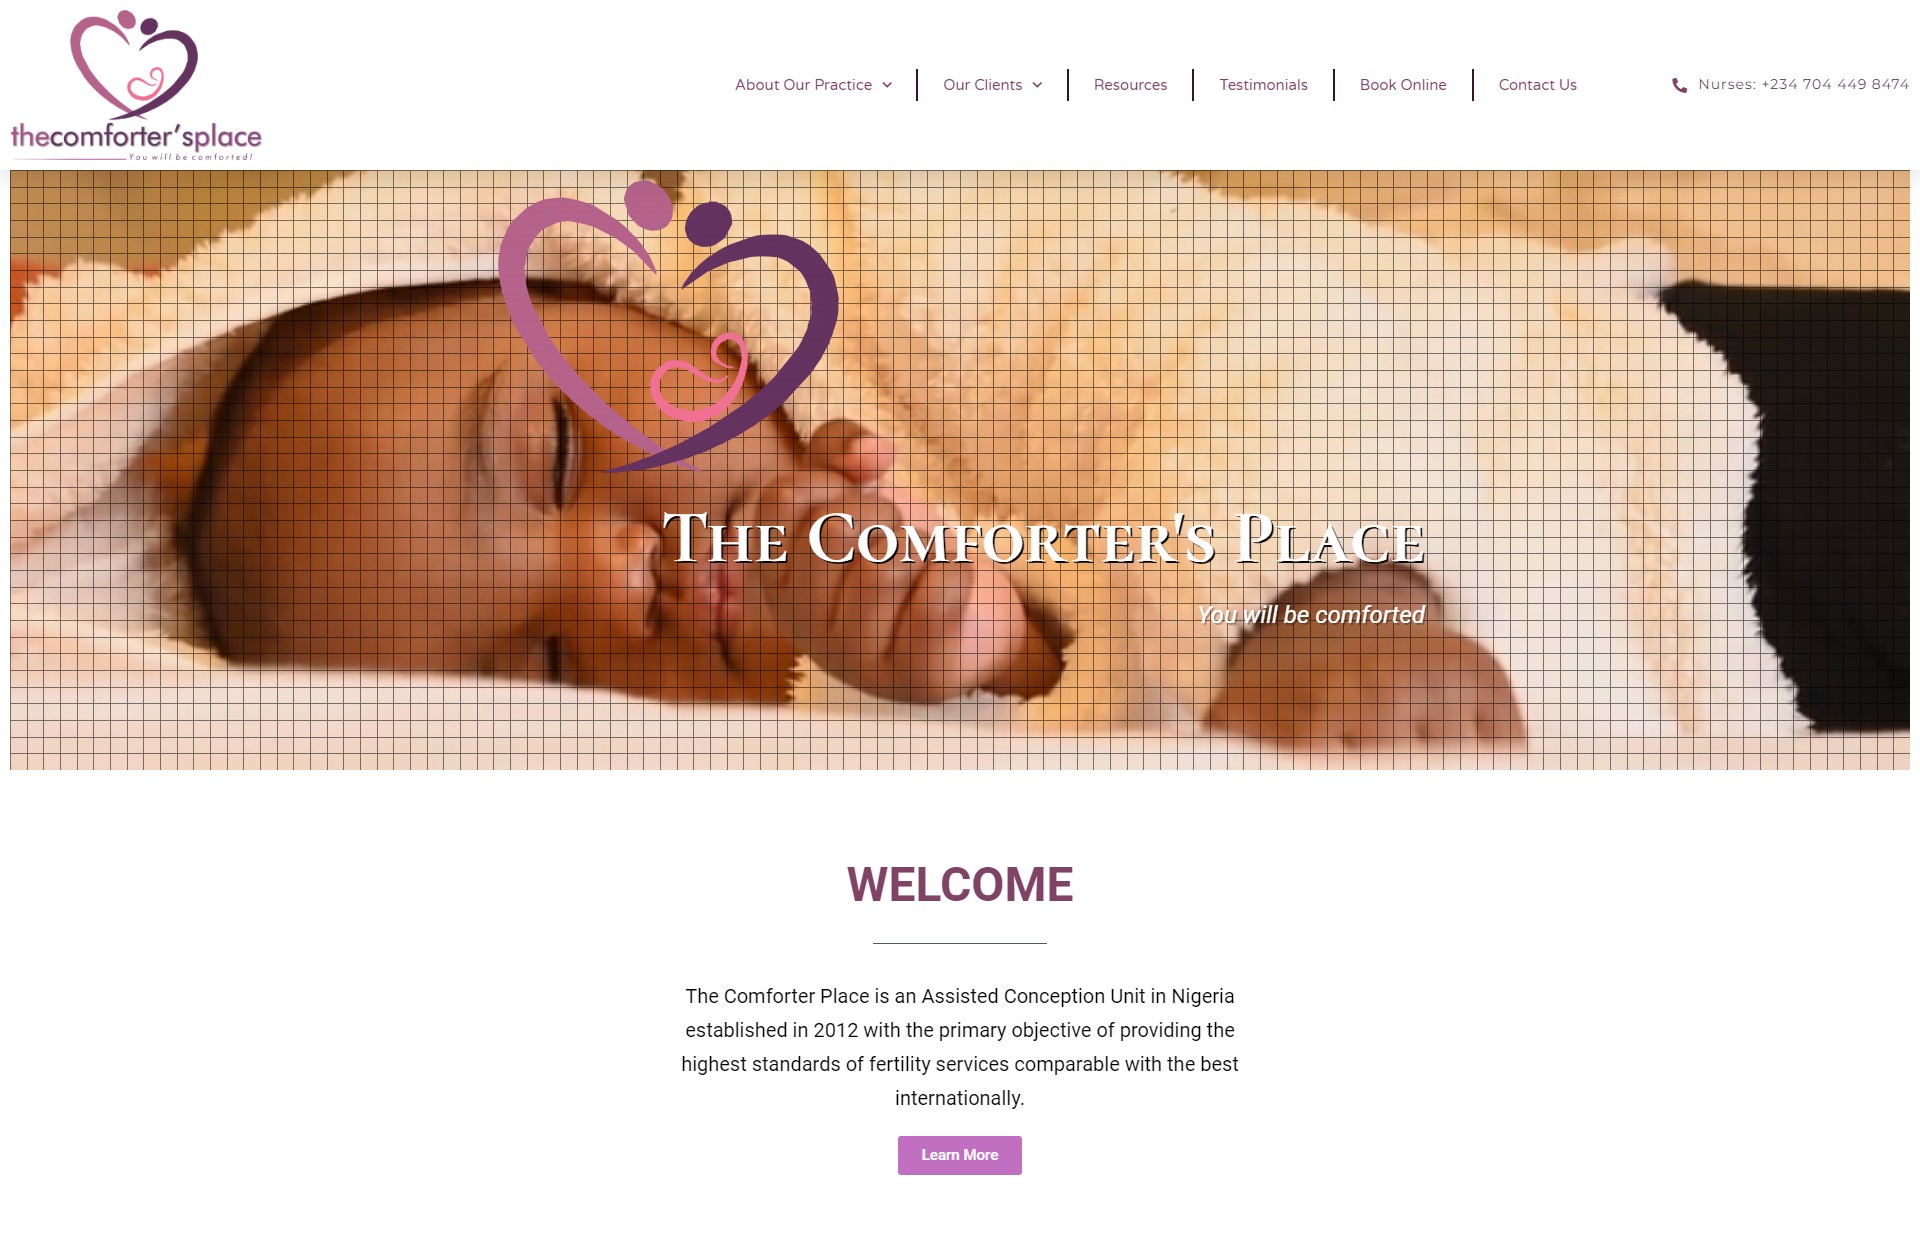 thecomforter'splace
You will be comforted!
About Our Practice
Our Clients
Resources
Testimonials
Book Online
Contact Us
Nurses: +234 704 449 8474
The Comforter's Place
You will be comforted
WELCOME
The Comforter Place is an Assisted Conception Unit in Nigeria
established in 2012 with the primary objective of providing the
highest standards of fertility services comparable with the best
internationally.
Learn More